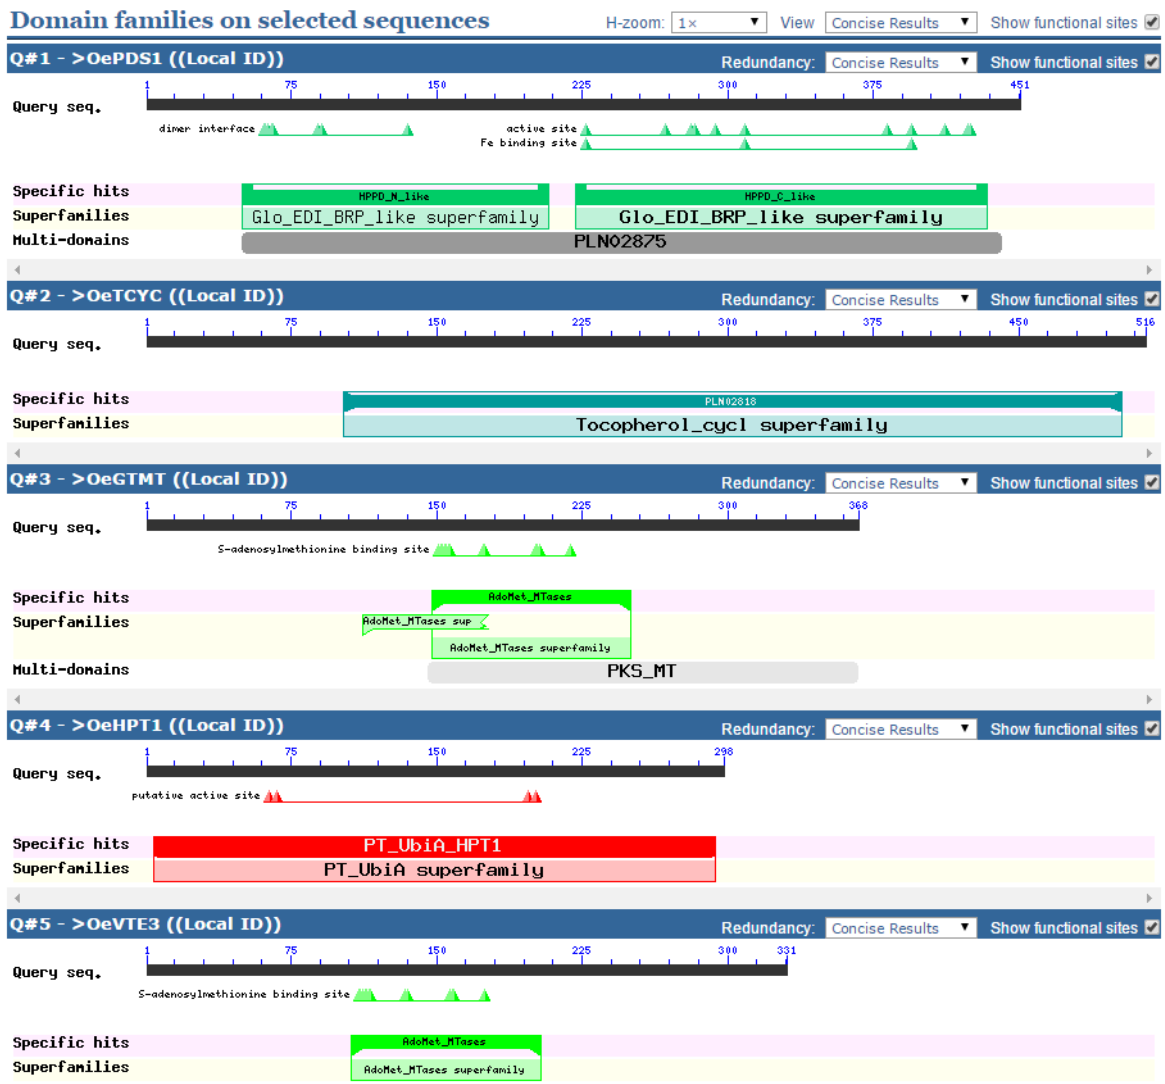 Domain families on selected sequences H-zoom: 1× ▼ View Concise Results ▼ Show functional sites
Q#1 - >OePDS1 ((Local ID)) Redundancy: Concise Results ▼ Show functional sites
1 75 150 225 300 375 451
Query seq.
dimer interface active site
Fe binding site
Specific hits HPPD_N_like HPPD_C_like
Superfamilies Glo_EDI_BRP_like superfamily Glo_EDI_BRP_like superfamily
Multi-domains PLN02875
Q#2 - >OeTCYC ((Local ID)) Redundancy: Concise Results ▼ Show functional sites
1 75 150 225 300 375 450 516
Query seq.
Specific hits PLN02818
Superfamilies Tocopherol_cycl superfamily
Q#3 - >OeGTMT ((Local ID)) Redundancy: Concise Results ▼ Show functional sites
1 75 150 225 300 368
Query seq.
S-adenosylmethionine binding site
Specific hits AdoMet_MTases
Superfamilies AdoMet_MTases sup
AdoMet_MTases superfamily
Multi-domains PKS_MT
Q#4 - >OeHPT1 ((Local ID)) Redundancy: Concise Results ▼ Show functional sites
1 75 150 225 298
Query seq.
putative active site
Specific hits PT_UbiA_HPT1
Superfamilies PT_UbiA superfamily
Q#5 - >OeVTE3 ((Local ID)) Redundancy: Concise Results ▼ Show functional sites
1 75 150 225 300 331
Query seq.
S-adenosylmethionine binding site
Specific hits AdoMet_MTases
Superfamilies AdoMet_MTases superfamily